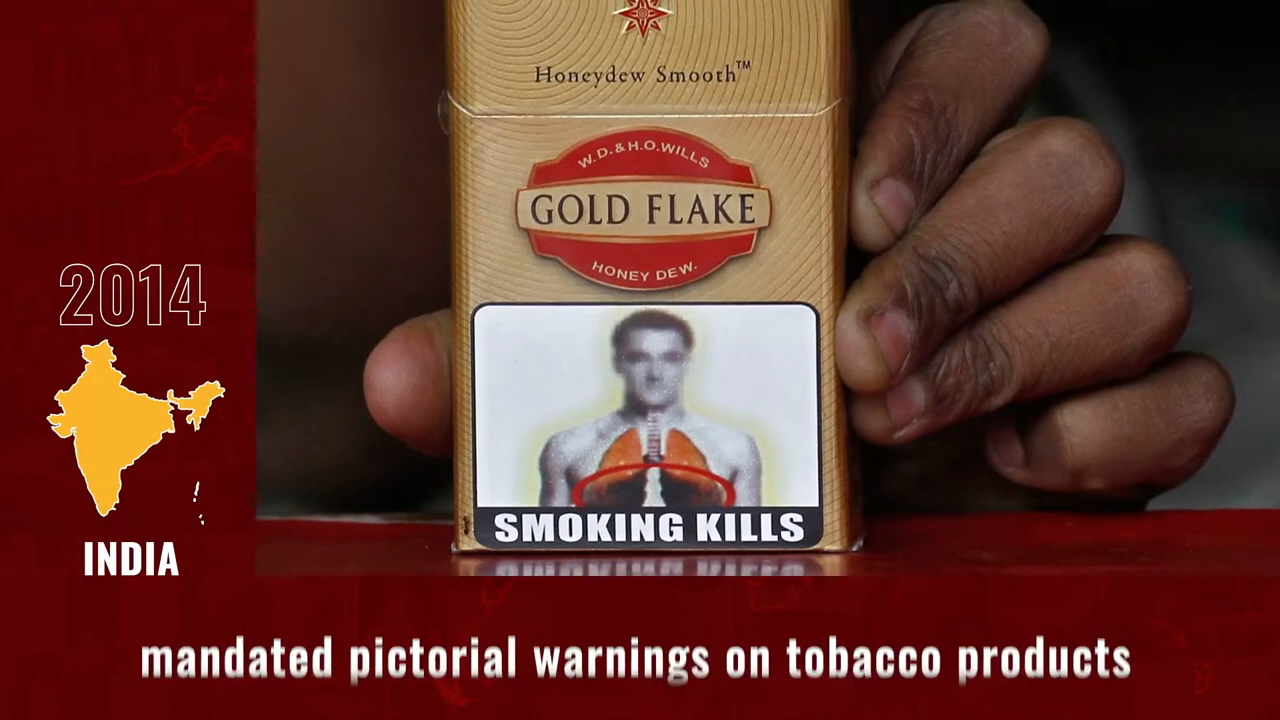 Honeydew Smooth™
W.D.&H.O.WILLS
GOLD FLAKE
HONEY DEW.
SMOKING KILLS
2014
INDIA
mandated pictorial warnings on tobacco products